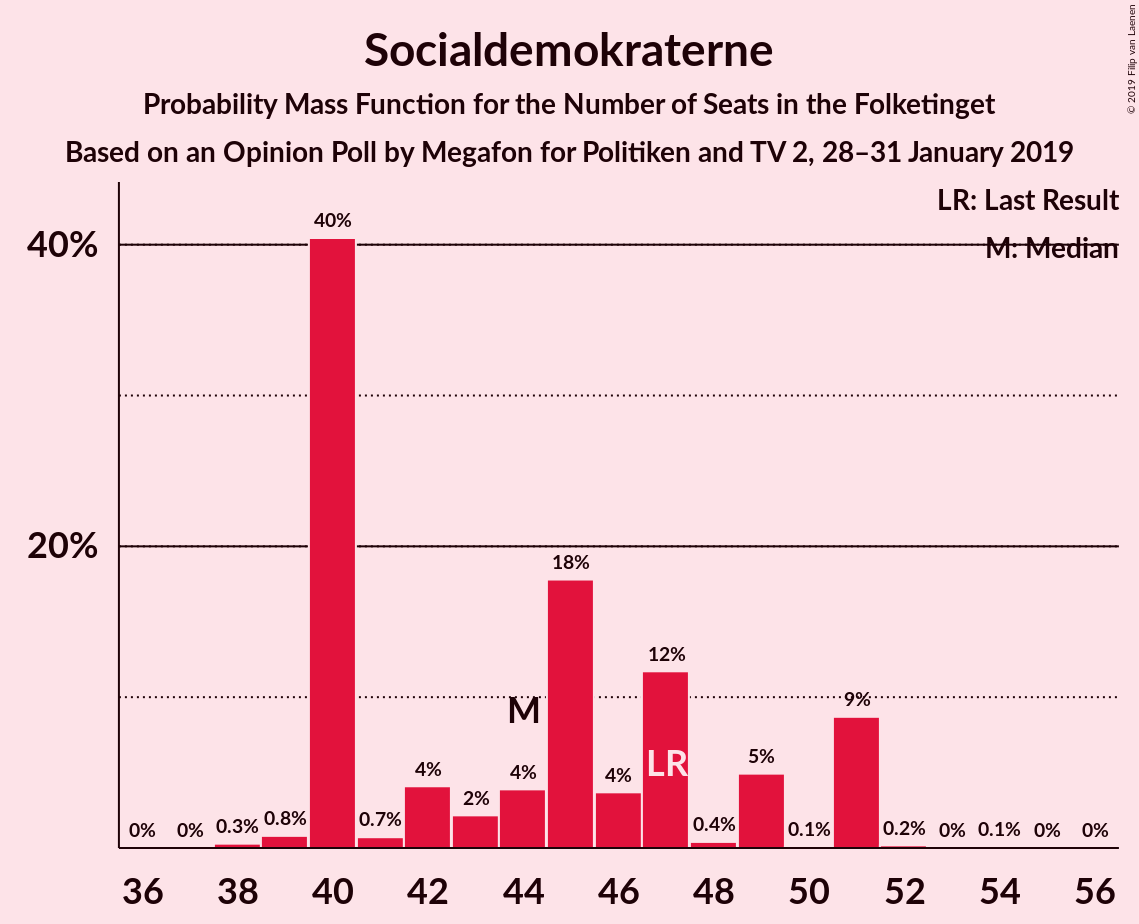 © 2019 Filip van Laenen
Socialdemokraterne
Probability Mass Function for the Number of Seats in the Folketinget
Based on an Opinion Poll by Megafon for Politiken and TV 2, 28–31 January 2019
LR: Last Result
M: Median
40%
20%
0%
0%
0.3%
0.8%
40%
0.7%
4%
2%
4%
18%
4%
12%
0.4%
5%
0.1%
9%
0.2%
0%
0.1%
0%
0%
M
LR
36 38 40 42 44 46 48 50 52 54 56